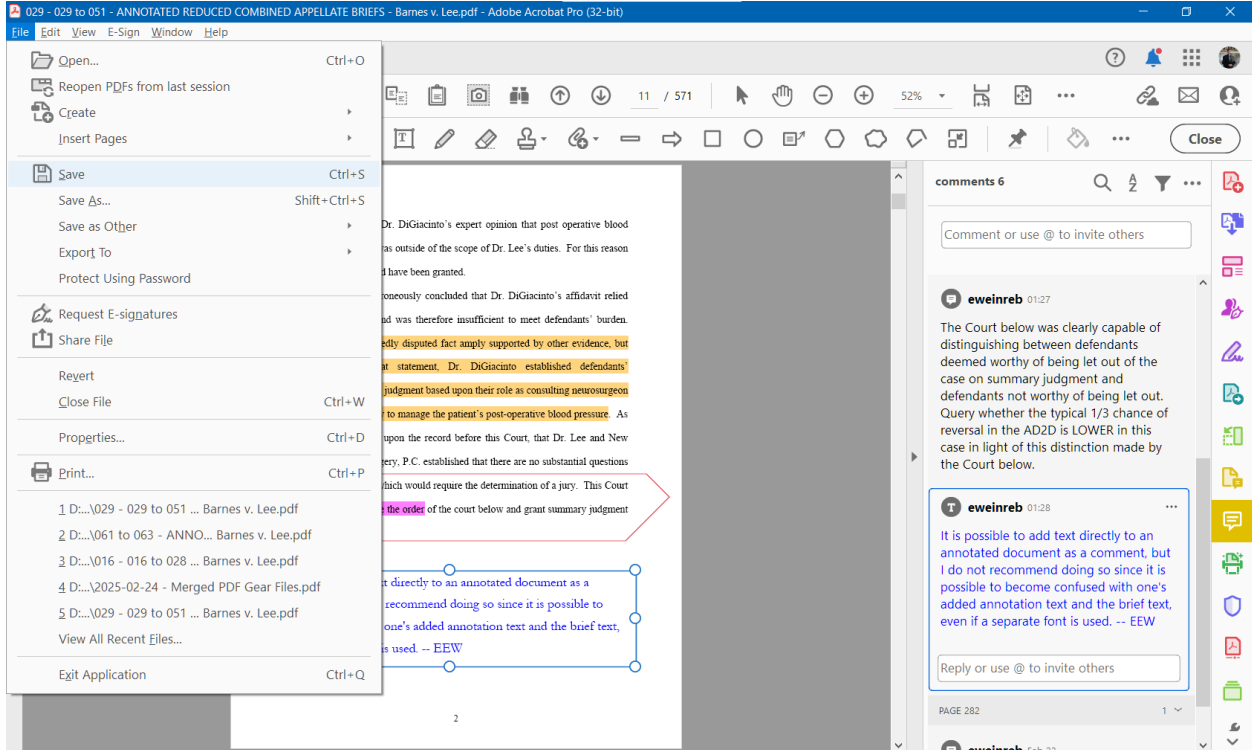 029 - 029 to 051 - ANNOTATED REDUCED COMBINED APPELLATE BRIEFS - Barnes v. Lee.pdf - Adobe Acrobat Pro (32-bit)
File Edit View E-Sign Window Help
Open... Ctrl+O
Reopen PDFs from last session
Create
Insert Pages
Save Ctrl+S
Save As... Shift+Ctrl+S
Save as Other
Export To
Protect Using Password
Request E-signatures
Share File
Revert
Close File Ctrl+W
Properties... Ctrl+D
Print... Ctrl+P
1 D:...\029 - 029 to 051 ... Barnes v. Lee.pdf
2 D:...\061 to 063 - ANNO... Barnes v. Lee.pdf
3 D:...\016 - 016 to 028 ... Barnes v. Lee.pdf
4 D:...\2025-02-24 - Merged PDF Gear Files.pdf
5 D:...\029 - 029 to 051 ... Barnes v. Lee.pdf
View All Recent Files...
Exit Application Ctrl+Q
11 / 571
52%
Close
Dr. DiGiacinto's expert opinion that post operative blood
was outside of the scope of Dr. Lee's duties. For this reason
have been granted.
concluded that Dr. DiGiacinto's affidavit relied
and was therefore insufficient to meet defendants' burden.
disputed fact amply supported by other evidence, but
statement, Dr. DiGiacinto established defendants'
judgment based upon their role as consulting neurosurgeon
to manage the patient's post-operative blood pressure. As
upon the record before this Court, that Dr. Lee and New
P.C. established that there are no substantial questions
which would require the determination of a jury. This Court
the order of the court below and grant summary judgment
directly to an annotated document as a
recommend doing so since it is possible to
one's added annotation text and the brief text,
is used. -- EEW
2
comments 6
Comment or use @ to invite others
eweinreb 01:27
The Court below was clearly capable of
distinguishing between defendants
deemed worthy of being let out of the
case on summary judgment and
defendants not worthy of being let out.
Query whether the typical 1/3 chance of
reversal in the AD2D is LOWER in this
case in light of this distinction made by
the Court below.
T eweinreb 01:28
It is possible to add text directly to an
annotated document as a comment, but
I do not recommend doing so since it is
possible to become confused with one's
added annotation text and the brief text,
even if a separate font is used. -- EEW
Reply or use @ to invite others
PAGE 282 1